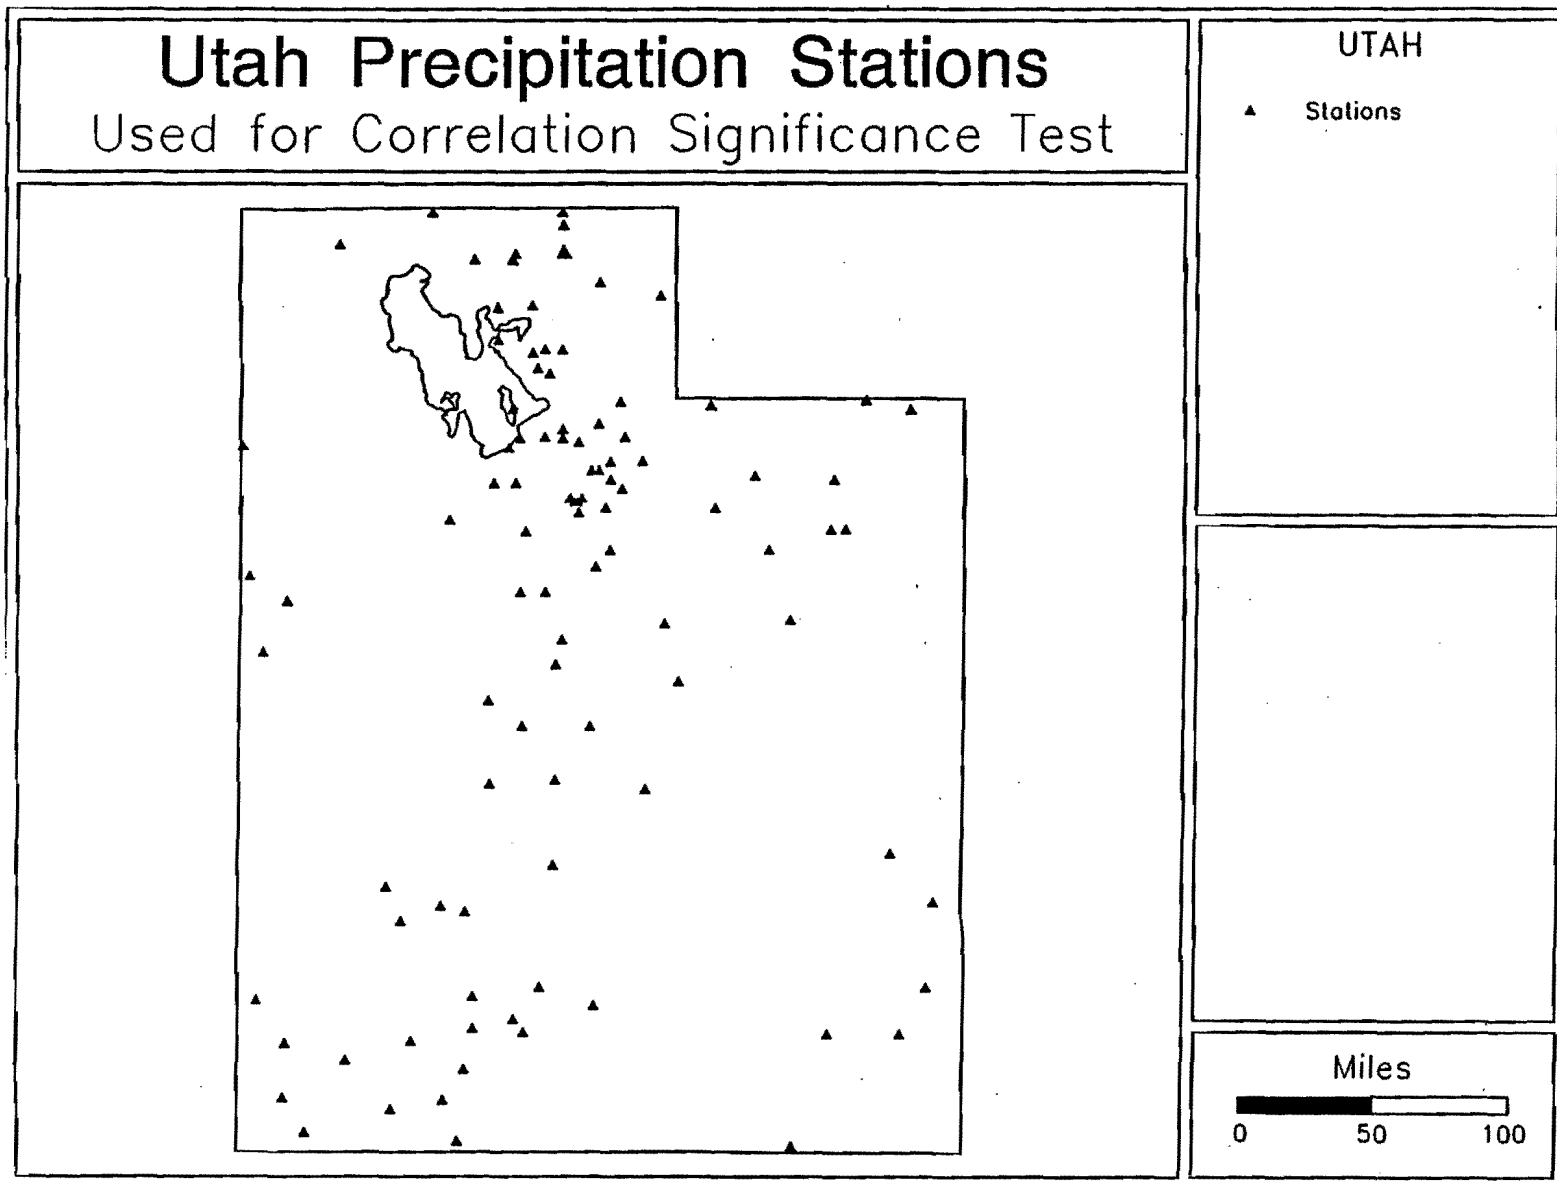 Utah Precipitation Stations
Used for Correlation Significance Test
UTAH
Stations
Miles
0 50 100